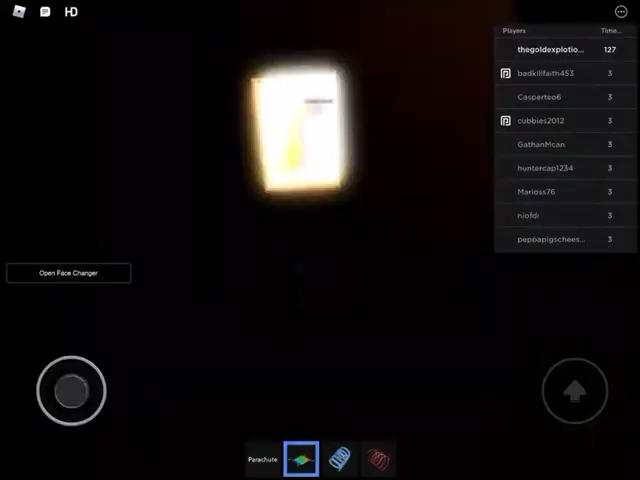 HD
Players
Time...
thegoldexplotio...
127
badkillfaith453
3
Casperteo6
3
cubbies2012
3
GathanMcan
3
huntercap1234
3
Marioss76
3
niofdi
3
peppapigschees...
3
Open Face Changer
Parachute